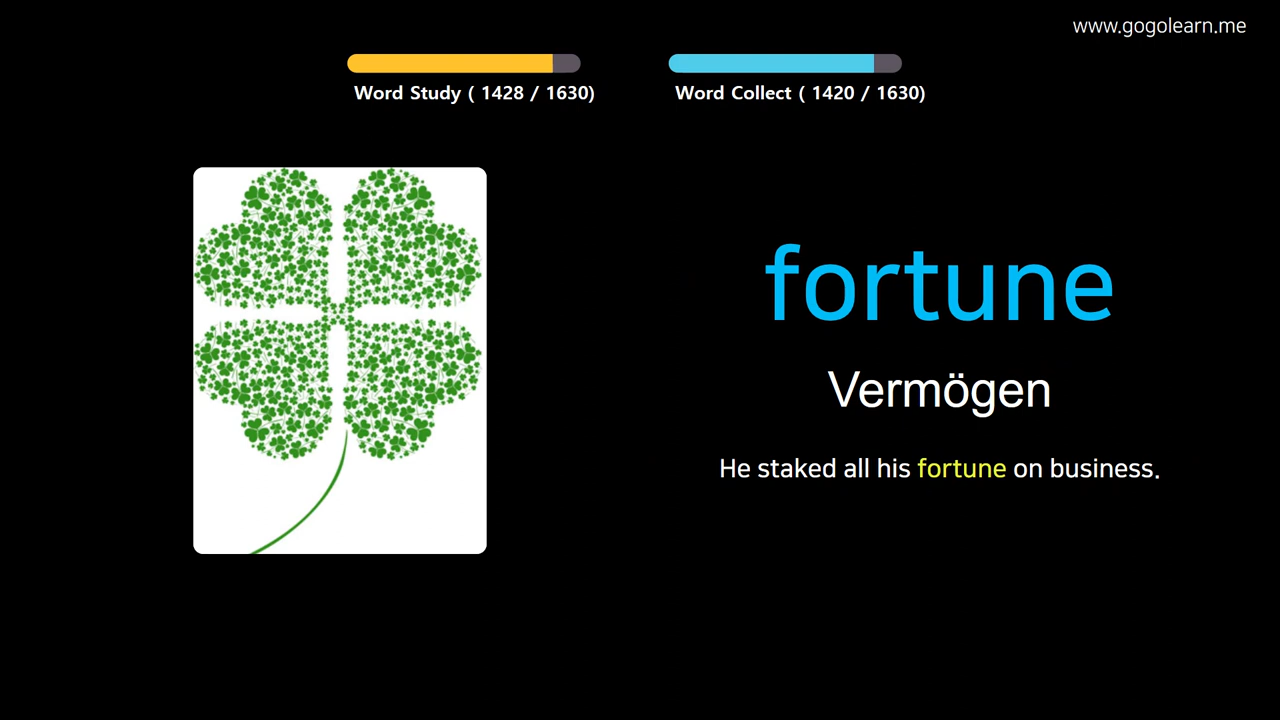 www.gogolearn.me
Word Study ( 1428 / 1630)
Word Collect ( 1420 / 1630)
fortune
Vermögen
He staked all his fortune on business.